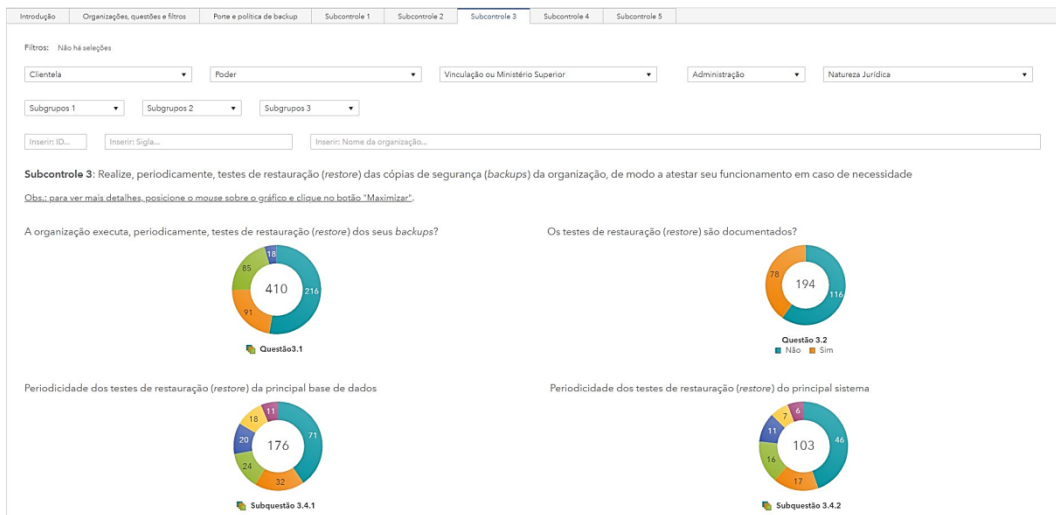 Introdução Organizações, questões e filtros Porte e política de backup Subcontrole 1 Subcontrole 2 Subcontrole 3 Subcontrole 4 Subcontrole 5
Filtros: Não há seleções
Clientela Poder Vinculação ou Ministério Superior Administração Natureza Jurídica
Subgrupos 1 Subgrupos 2 Subgrupos 3
Inserir: ID... Inserir: Sigla... Inserir: Nome da organização...
Subcontrole 3: Realize, periodicamente, testes de restauração (restore) das cópias de segurança (backups) da organização, de modo a atestar seu funcionamento em caso de necessidade
Obs.: para ver mais detalhes, posicione o mouse sobre o gráfico e clique no botão "Maximizar".
A organização executa, periodicamente, testes de restauração (restore) dos seus backups?
18
85
410
216
91
Questão3.1
Os testes de restauração (restore) são documentados?
78
194
116
Questão 3.2
Não Sim
Periodicidade dos testes de restauração (restore) da principal base de dados
11
18
71
20
176
24
32
Subquestão 3.4.1
Periodicidade dos testes de restauração (restore) do principal sistema
6
7
11
46
103
16
17
Subquestão 3.4.2